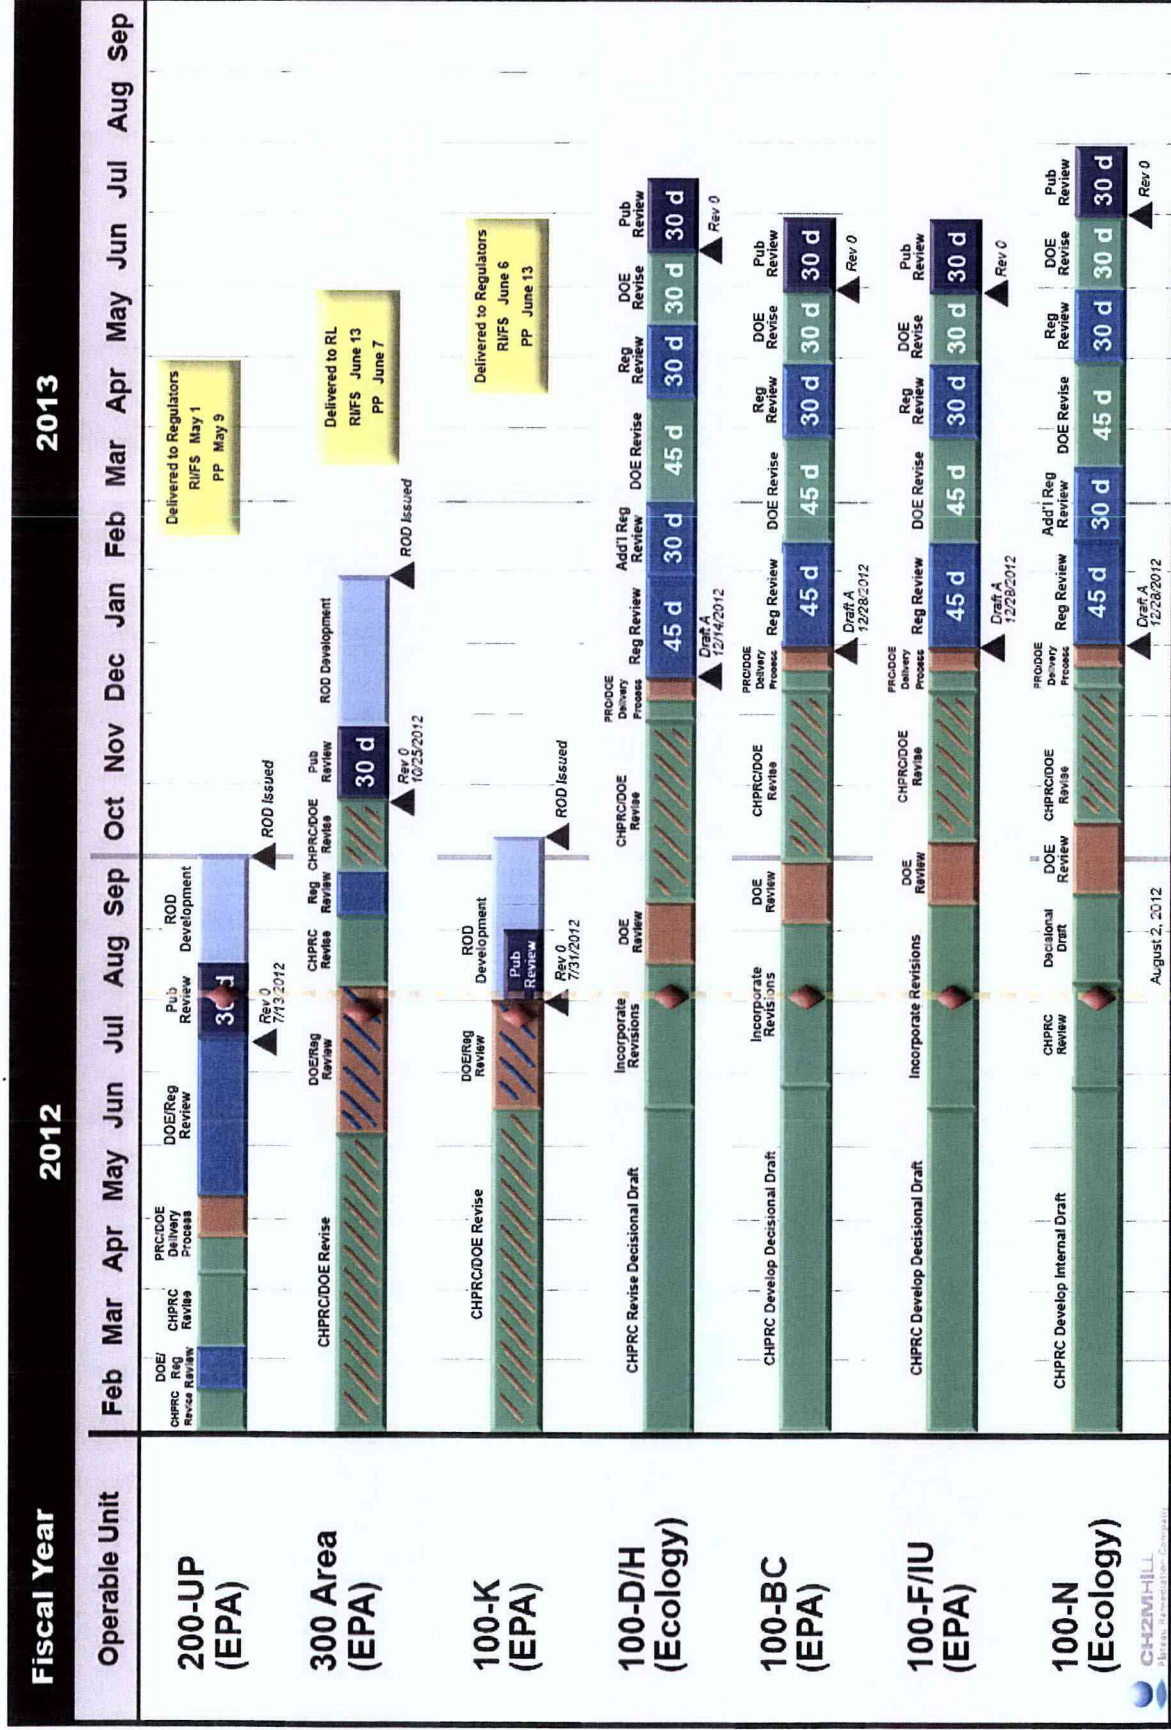 Fiscal Year
2012
2013
Operable Unit
Feb Mar Apr May Jun Jul Aug Sep Oct Nov Dec Jan Feb Mar Apr May Jun Jul Aug Sep
200-UP
(EPA)
CHPRC
Revise
DOE/
Reg
Review
CHPRC
Revise
PRC/DOE
Delivery
Process
DOE/Reg
Review
Pub
Review
30 d
Rev 0
7/13/2012
ROD
Development
ROD Issued
Delivered to Regulators
RI/FS May 1
PP May 9
300 Area
(EPA)
CHPRC/DOE Revise
DOE/Reg
Review
CHPRC
Revise
Reg
Review
CHPRC/DOE
Revise
Pub
Review
30 d
Rev 0
10/25/2012
ROD Development
ROD Issued
Delivered to RL
RI/FS June 13
PP June 7
100-K
(EPA)
CHPRC/DOE Revise
DOE/Reg
Review
Pub
Review
Rev 0
7/31/2012
ROD
Development
ROD Issued
Delivered to Regulators
RI/FS June 6
PP June 13
100-D/H
(Ecology)
CHPRC Revise Decisional Draft
Incorporate
Revisions
DOE
Review
CHPRC/DOE
Revise
PRC/DOE
Delivery
Process
Draft A
12/14/2012
Reg Review
45 d
Add'l Reg
Review
30 d
DOE Revise
45 d
Reg
Review
30 d
DOE
Revise
30 d
Pub
Review
30 d
Rev 0
100-BC
(EPA)
CHPRC Develop Decisional Draft
Incorporate
Revisions
DOE
Review
CHPRC/DOE
Revise
PRC/DOE
Delivery
Process
Draft A
12/28/2012
Reg Review
45 d
DOE Revise
45 d
Reg
Review
30 d
DOE
Revise
30 d
Pub
Review
30 d
Rev 0
100-F/IU
(EPA)
CHPRC Develop Decisional Draft
Incorporate Revisions
DOE
Review
CHPRC/DOE
Revise
PRC/DOE
Delivery
Process
Draft A
12/28/2012
Reg Review
45 d
DOE Revise
45 d
Reg
Review
30 d
DOE
Revise
30 d
Pub
Review
30 d
Rev 0
100-N
(Ecology)
CHPRC Develop Internal Draft
CHPRC
Review
Decisional
Draft
DOE
Review
CHPRC/DOE
Revise
PRC/DOE
Delivery
Process
Draft A
12/28/2012
Reg Review
45 d
Add'l Reg
Review
30 d
DOE Revise
45 d
Reg
Review
30 d
DOE
Revise
30 d
Pub
Review
30 d
Rev 0
CH2MHILL
Plateau Remediation Company
August 2, 2012